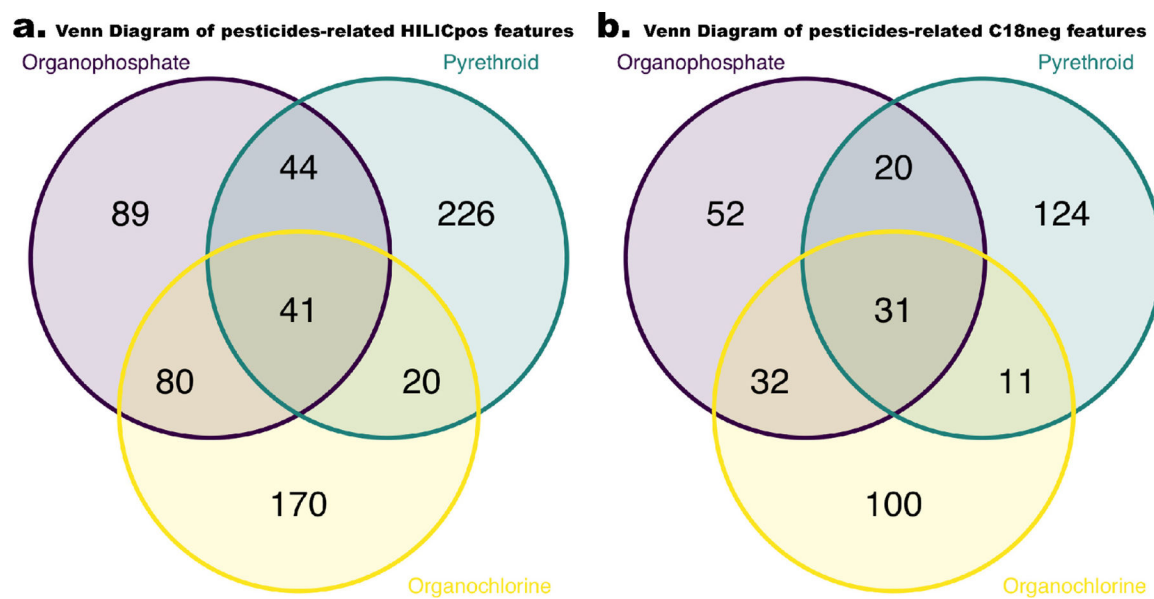 a. Venn Diagram of pesticides-related HILICpos features
Organophosphate
Pyrethroid
44
89
226
41
80
20
170
Organochlorine
b. Venn Diagram of pesticides-related C18neg features
Organophosphate
Pyrethroid
20
52
124
31
32
11
100
Organochlorine